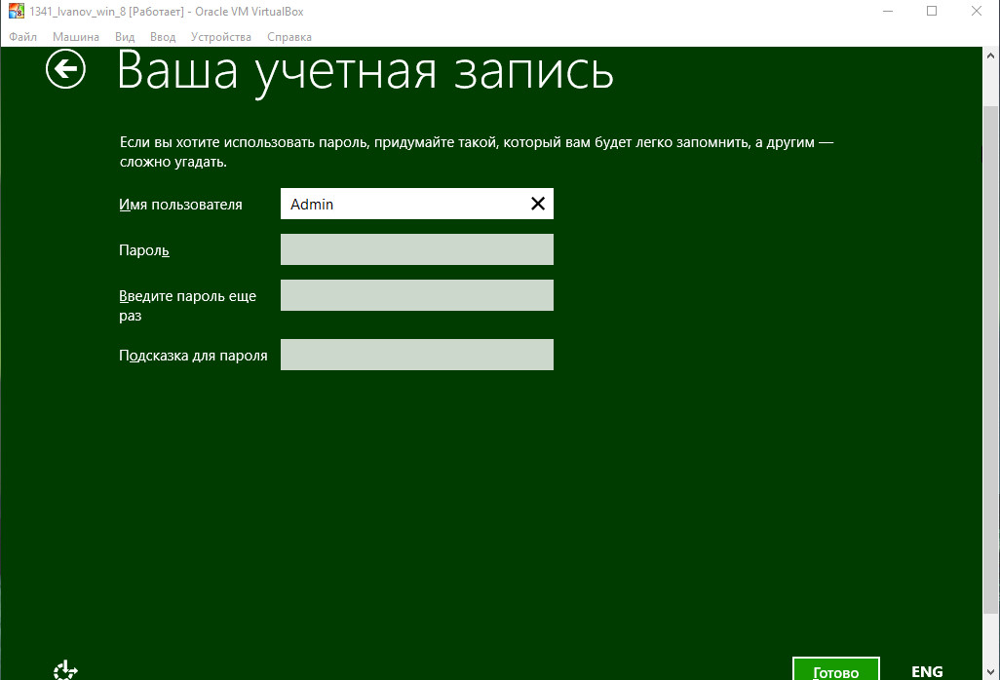 1341_Ivanov_win_8 [Работает] - Oracle VM VirtualBox
Файл Машина Вид Ввод Устройства Справка
Ваша учетная запись
Если вы хотите использовать пароль, придумайте такой, который вам будет легко запомнить, а другим —
сложно угадать.
Имя пользователя Admin
Пароль
Введите пароль еще
раз
Подсказка для пароля
Готово ENG